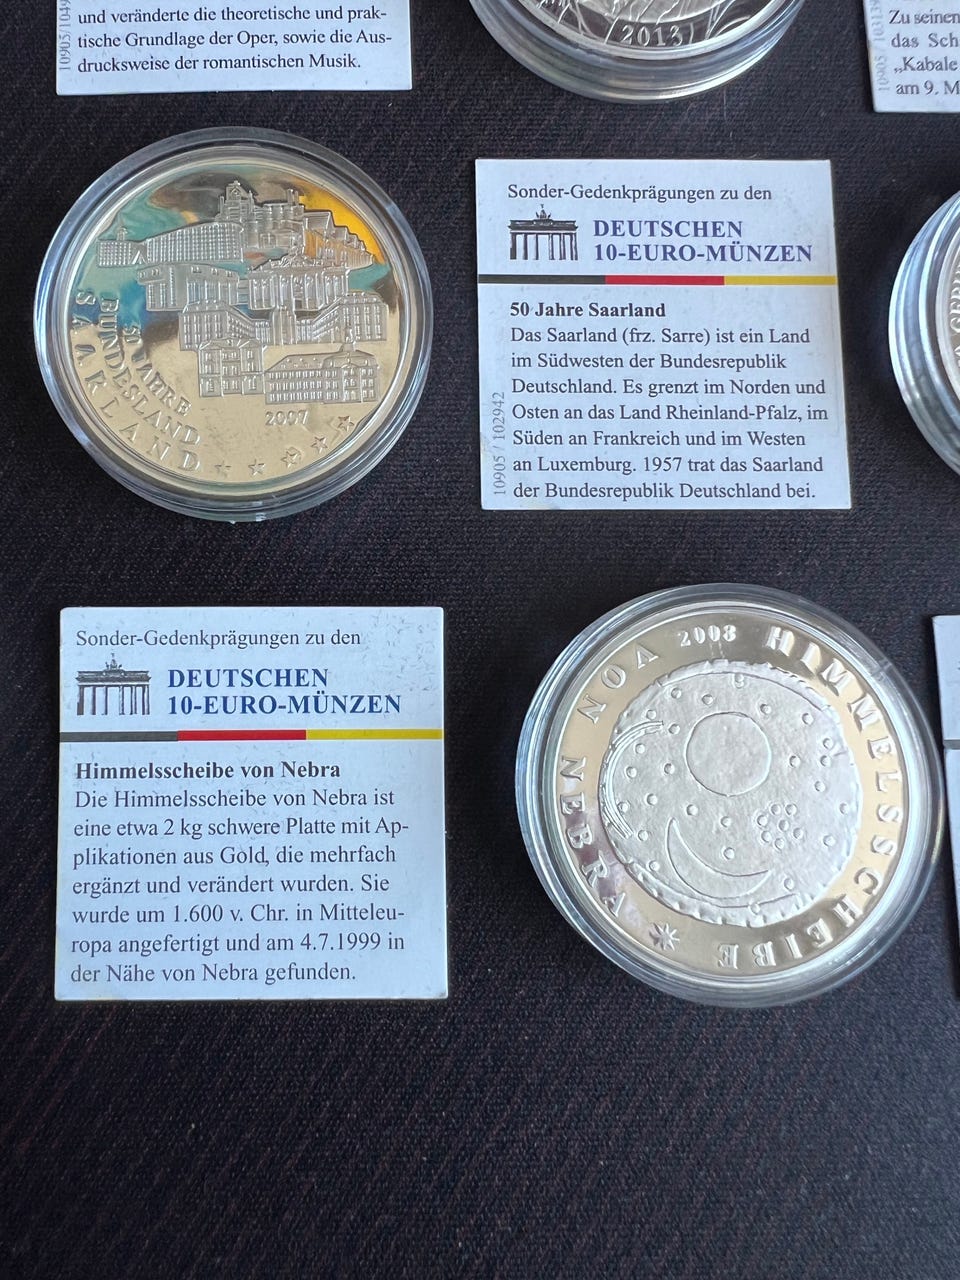 und veränderte die theoretische und prak-
tische Grundlage der Oper, sowie die Aus-
drucksweise der romantischen Musik.
2013
Zu seinen
das Sch
„Kabale
am 9. M
50 JAHRE
BUNDESLAND
SAARLAND
2007
Sonder-Gedenkprägungen zu den
DEUTSCHEN
10-EURO-MÜNZEN
50 Jahre Saarland
Das Saarland (frz. Sarre) ist ein Land
im Südwesten der Bundesrepublik
Deutschland. Es grenzt im Norden und
Osten an das Land Rheinland-Pfalz, im
Süden an Frankreich und im Westen
an Luxemburg. 1957 trat das Saarland
der Bundesrepublik Deutschland bei.
10905 / 102942
Sonder-Gedenkprägungen zu den
DEUTSCHEN
10-EURO-MÜNZEN
Himmelsscheibe von Nebra
Die Himmelsscheibe von Nebra ist
eine etwa 2 kg schwere Platte mit Ap-
plikationen aus Gold, die mehrfach
ergänzt und verändert wurden. Sie
wurde um 1.600 v. Chr. in Mitteleu-
ropa angefertigt und am 4.7.1999 in
der Nähe von Nebra gefunden.
2008 HIMMELSSCHEIBE
VON NEBRA